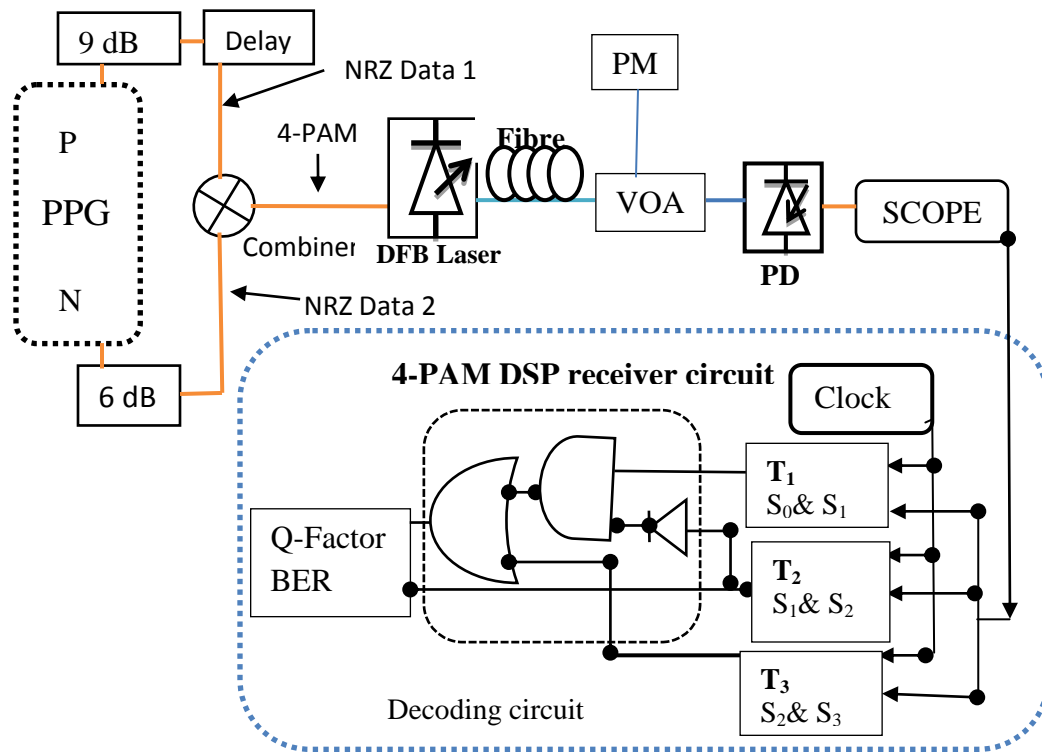 9 dB
Delay
NRZ Data 1
PM
P
PPG
N
4-PAM
Fibre
VOA
SCOPE
Combiner
DFB Laser
PD
NRZ Data 2
6 dB
4-PAM DSP receiver circuit
Clock
T1
S0& S1
Q-Factor
BER
T2
S1& S2
T3
S2& S3
Decoding circuit